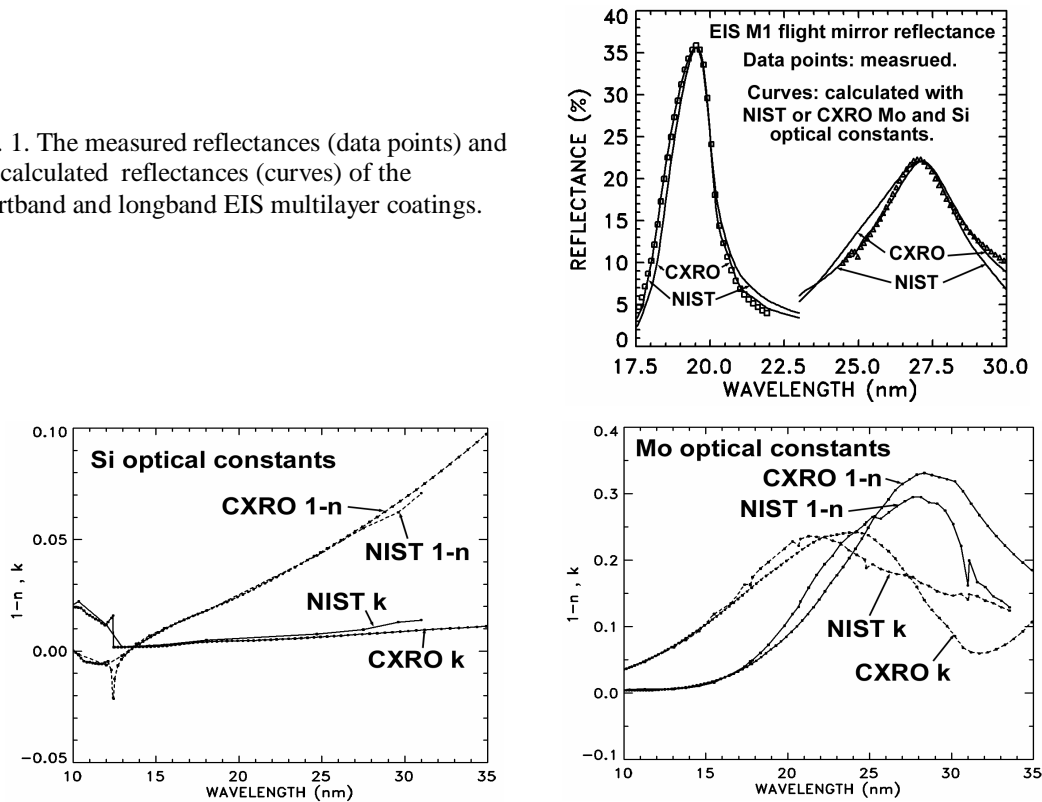 . 1. The measured reflectances (data points) and
calculated reflectances (curves) of the
rtband and longband EIS multilayer coatings.
EIS M1 flight mirror reflectance
Data points: measrued.
Curves: calculated with
NIST or CXRO Mo and Si
optical constants.
REFLECTANCE (%)
40
35
30
25
20
15
10
5
0
CXRO
NIST
CXRO
NIST
17.5 20.0 22.5 25.0 27.5 30.0
WAVELENGTH (nm)
Si optical constants
CXRO 1-n
NIST 1-n
NIST k
CXRO k
1-n , k
0.10
0.05
0.00
-0.05
10 15 20 25 30 35
WAVELENGTH (nm)
Mo optical constants
CXRO 1-n
NIST 1-n
NIST k
CXRO k
1-n , k
0.4
0.3
0.2
0.1
0.0
-0.1
10 15 20 25 30 35
WAVELENGTH (nm)